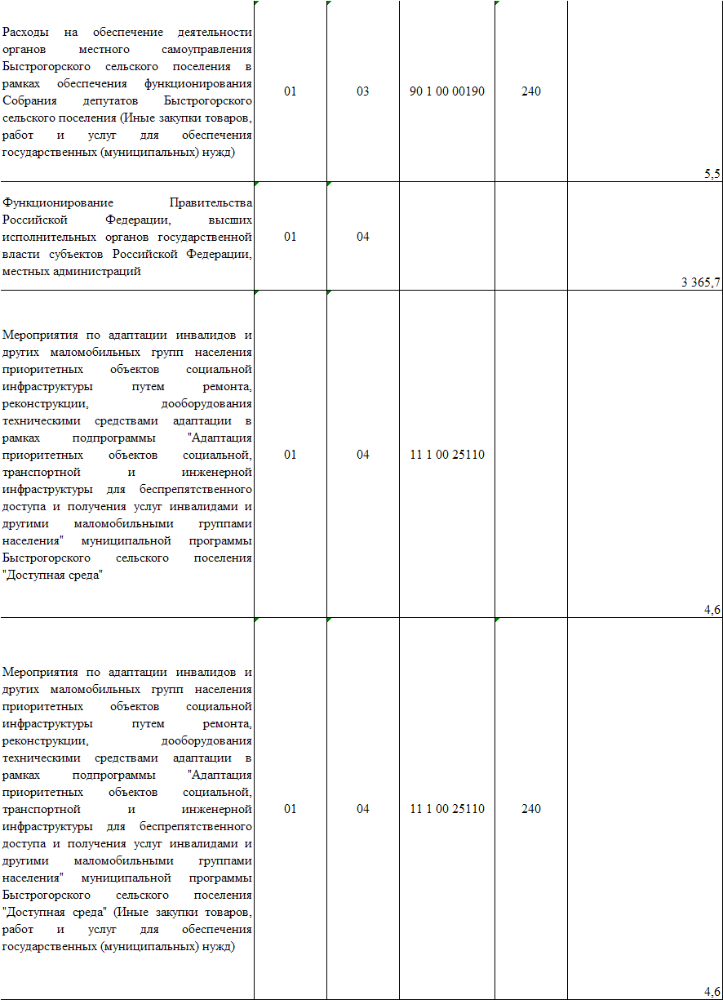 Расходы на обеспечение деятельности
органов местного самоуправления
Быстрогорского сельского поселения в
рамках обеспечения функционирования
Собрания депутатов Быстрогорского
сельского поселения (Иные закупки товаров,
работ и услуг для обеспечения
государственных (муниципальных) нужд)
01 03 90 1 00 00190 240
5,5
Функционирование Правительства
Российской Федерации, высших
исполнительных органов государственной
власти субъектов Российской Федерации,
местных администраций
01 04
3 365,7
Мероприятия по адаптации инвалидов и
других маломобильных групп населения
приоритетных объектов социальной
инфраструктуры путем ремонта,
реконструкции, дооборудования
техническими средствами адаптации в
рамках подпрограммы "Адаптация
приоритетных объектов социальной,
транспортной и инженерной
инфраструктуры для беспрепятственного
доступа и получения услуг инвалидами и
другими маломобильными группами
населения" муниципальной программы
Быстрогорского сельского поселения
"Доступная среда"
01 04 11 1 00 25110
4,6
Мероприятия по адаптации инвалидов и
других маломобильных групп населения
приоритетных объектов социальной
инфраструктуры путем ремонта,
реконструкции, дооборудования
техническими средствами адаптации в
рамках подпрограммы "Адаптация
приоритетных объектов социальной,
транспортной и инженерной
инфраструктуры для беспрепятственного
доступа и получения услуг инвалидами и
другими маломобильными группами
населения" муниципальной программы
Быстрогорского сельского поселения
"Доступная среда" (Иные закупки товаров,
работ и услуг для обеспечения
государственных (муниципальных) нужд)
01 04 11 1 00 25110 240
4,6